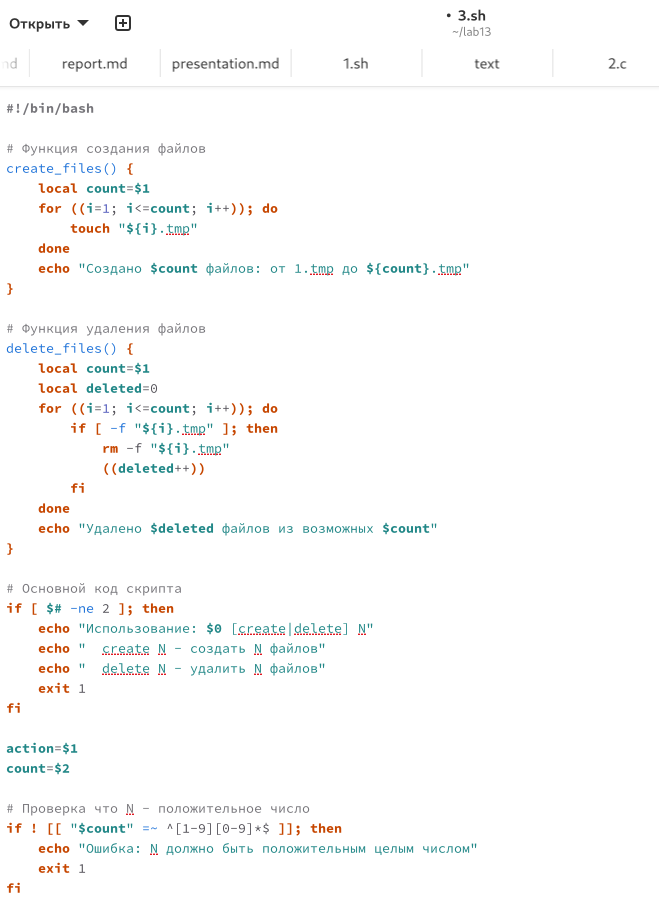 Открыть
• 3.sh
~/lab13
nd
report.md
presentation.md
1.sh
text
2.c
#!/bin/bash
# Функция создания файлов
create_files() {
    local count=$1
    for ((i=1; i<=count; i++)); do
        touch "${i}.tmp"
    done
    echo "Создано $count файлов: от 1.tmp до ${count}.tmp"
}
# Функция удаления файлов
delete_files() {
    local count=$1
    local deleted=0
    for ((i=1; i<=count; i++)); do
        if [ -f "${i}.tmp" ]; then
            rm -f "${i}.tmp"
            ((deleted++))
        fi
    done
    echo "Удалено $deleted файлов из возможных $count"
}
# Основной код скрипта
if [ $# -ne 2 ]; then
    echo "Использование: $0 [create|delete] N"
    echo "  create N - создать N файлов"
    echo "  delete N - удалить N файлов"
    exit 1
fi
action=$1
count=$2
# Проверка что N - положительное число
if ! [[ "$count" =~ ^[1-9][0-9]*$ ]]; then
    echo "Ошибка: N должно быть положительным целым числом"
    exit 1
fi